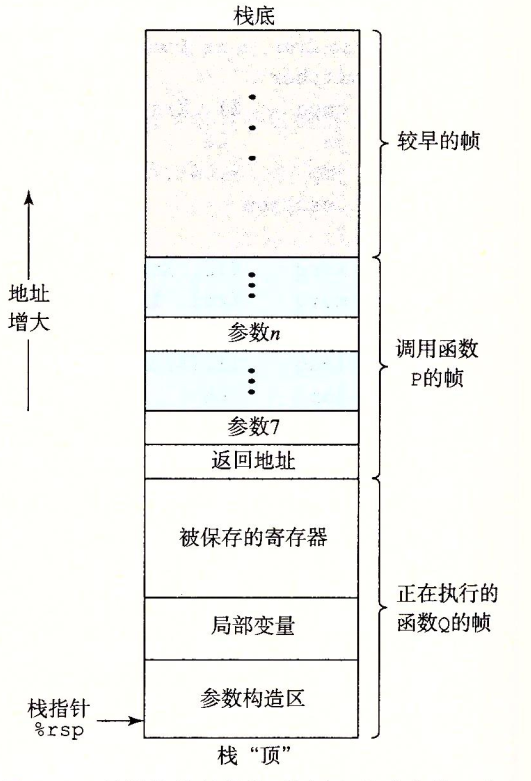 栈底
较早的帧
地址
增大
参数n
调用函数
P的帧
参数7
返回地址
被保存的寄存器
正在执行的
函数Q的帧
局部变量
参数构造区
栈指针
%rsp
栈“顶”